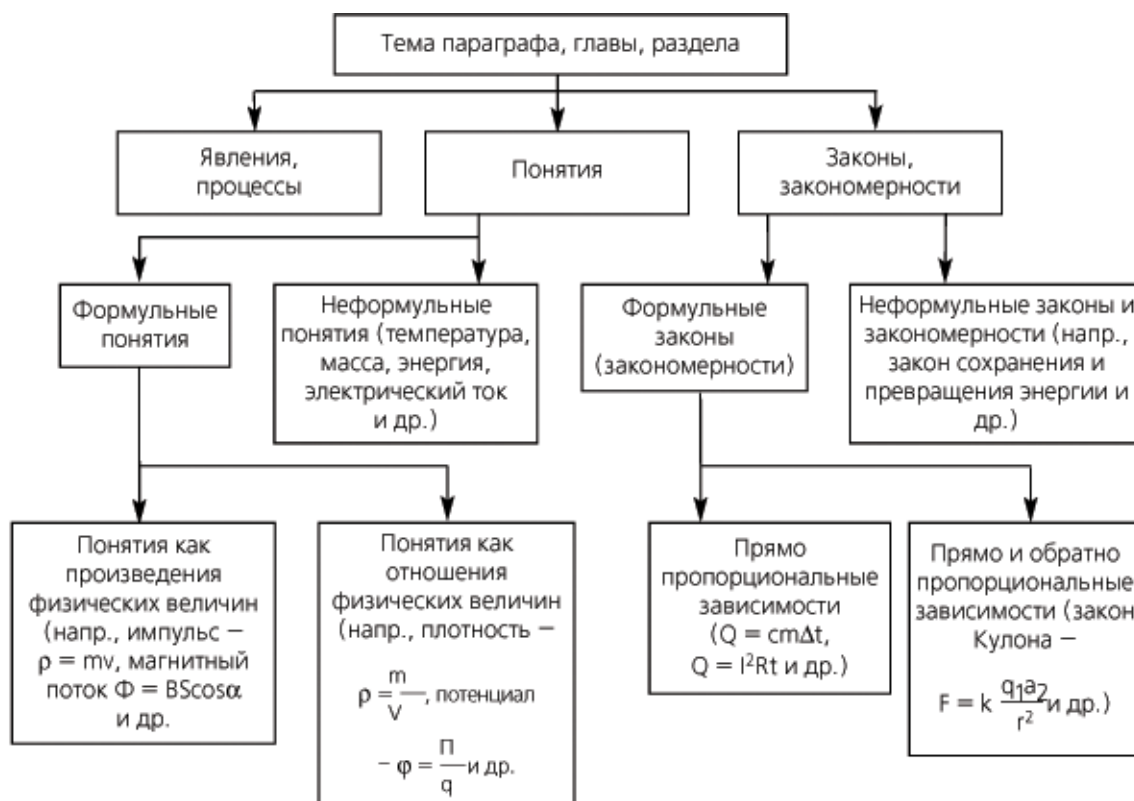 Тема параграфа, главы, раздела
Явления,
процессы
Понятия
Законы,
закономерности
Формульные
понятия
Неформульные
понятия (температура,
масса, энергия,
электрический ток
и др.)
Формульные
законы
(закономерности)
Неформульные законы и
закономерности (напр.,
закон сохранения и
превращения энергии и
др.)
Понятия как
произведения
физических величин
(напр., импульс –
ρ = mv, магнитный
поток Ф = BScosα
и др.
Понятия как
отношения
физических величин
(напр., плотность –
ρ = m/V, потенциал
– φ = П/q и др.
Прямо
пропорциональные
зависимости
(Q = cmΔt,
Q = I²Rt и др.)
Прямо и обратно
пропорциональные
зависимости (закон
Кулона –
F = k q₁a₂/r² и др.)